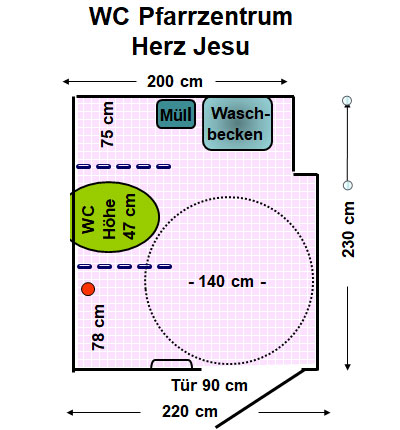 WC Pfarrzentrum
Herz Jesu
200 cm
75 cm
Müll
Wasch-
becken
WC
Höhe
47 cm
230 cm
- 140 cm -
78 cm
Tür 90 cm
220 cm